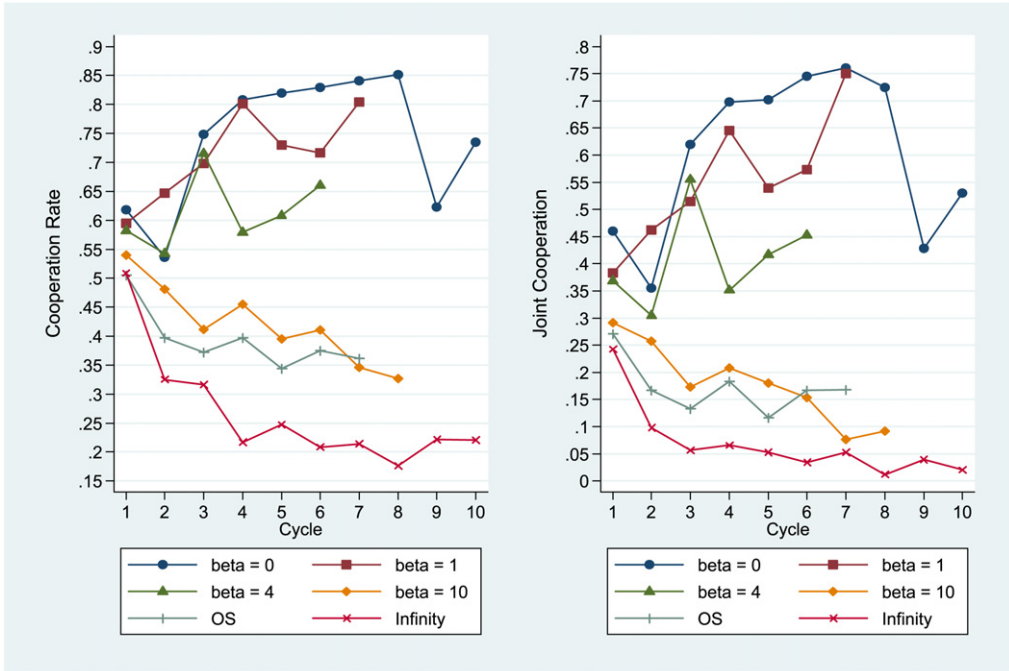 Cooperation Rate
.9
.85
.8
.75
.7
.65
.6
.55
.5
.45
.4
.35
.3
.25
.2
.15
1 2 3 4 5 6 7 8 9 10
Cycle
beta = 0 beta = 1
beta = 4 beta = 10
OS Infinity
Joint Cooperation
.8
.75
.7
.65
.6
.55
.5
.45
.4
.35
.3
.25
.2
.15
.1
.05
0
1 2 3 4 5 6 7 8 9 10
Cycle
beta = 0 beta = 1
beta = 4 beta = 10
OS Infinity